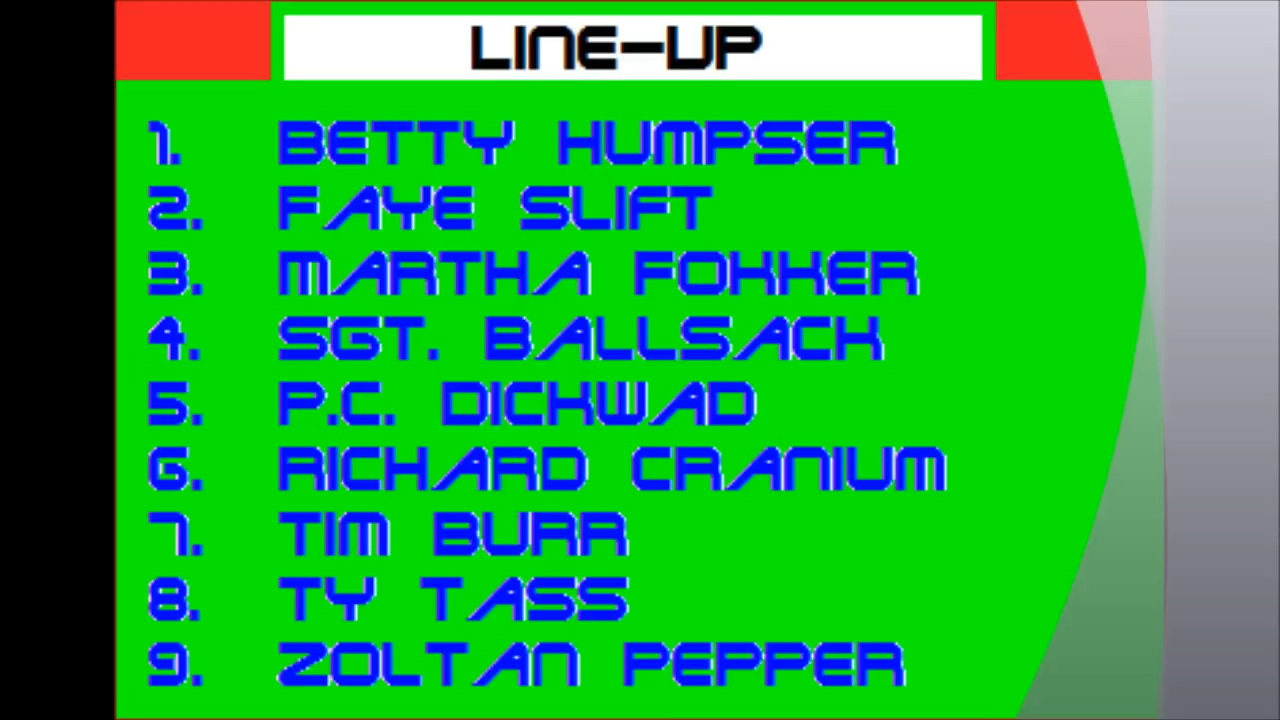 LINE-UP
1. BETTY HUMPSER
2. FAYE SLIFT
3. MARTHA FOKKER
4. SGT. BALLSACK
5. P.C. DICKWAD
6. RICHARD CRANIUM
7. TIM BURR
8. TY TASS
9. ZOLTAN PEPPER